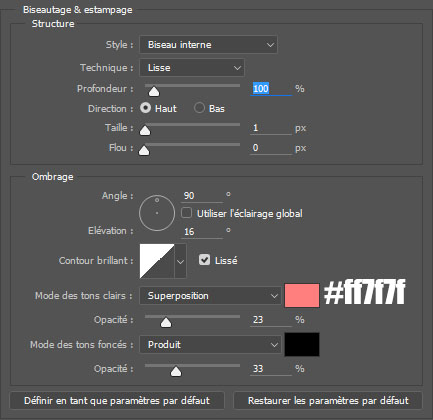 Biseautage & estampage
Structure
Style : Biseau interne
Technique : Lisse
Profondeur : 100 %
Direction : Haut Bas
Taille : 1 px
Flou : 0 px
Ombrage
Angle : 90 °
Utiliser l'éclairage global
Elévation : 16 °
Contour brillant : Lissé
Mode des tons clairs : Superposition #ff7f7f
Opacité : 23 %
Mode des tons foncés : Produit
Opacité : 33 %
Définir en tant que paramètres par défaut Restaurer les paramètres par défaut